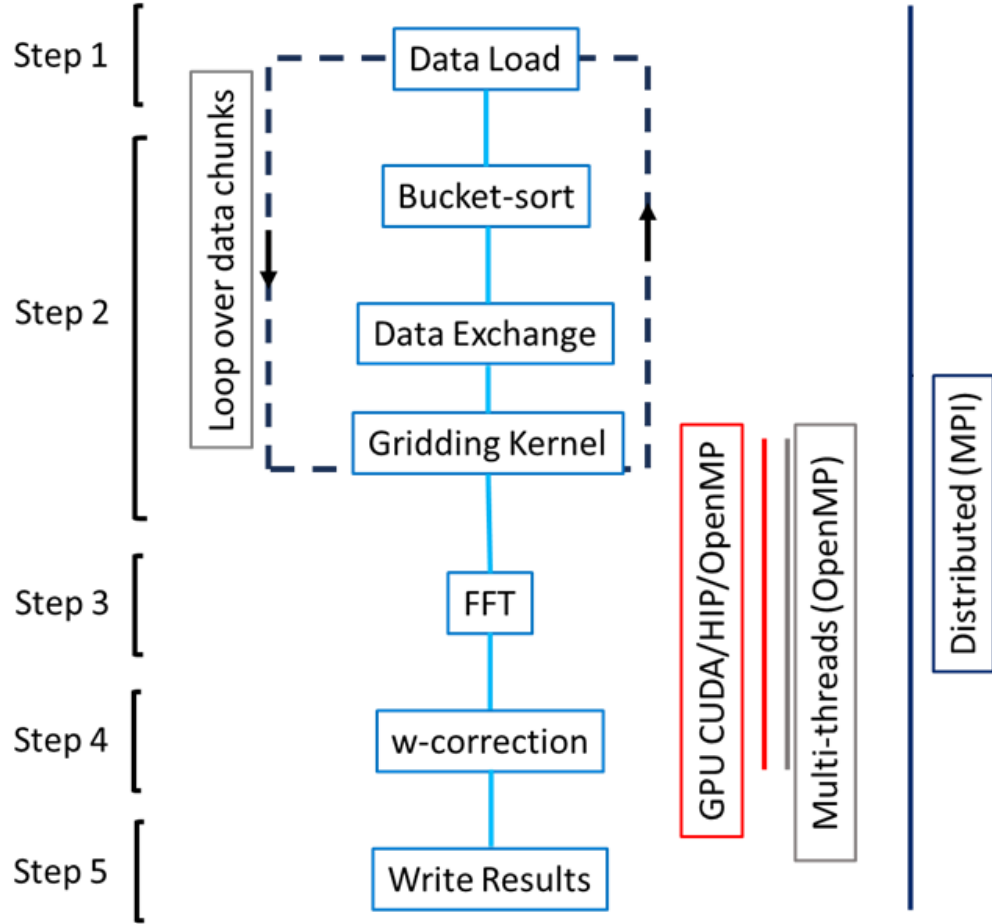 Step 1
Data Load
Loop over data chunks
Bucket-sort
Step 2
Data Exchange
Gridding Kernel
GPU CUDA/HIP/OpenMP
Multi-threads (OpenMP)
Distributed (MPI)
Step 3
FFT
Step 4
w-correction
Step 5
Write Results